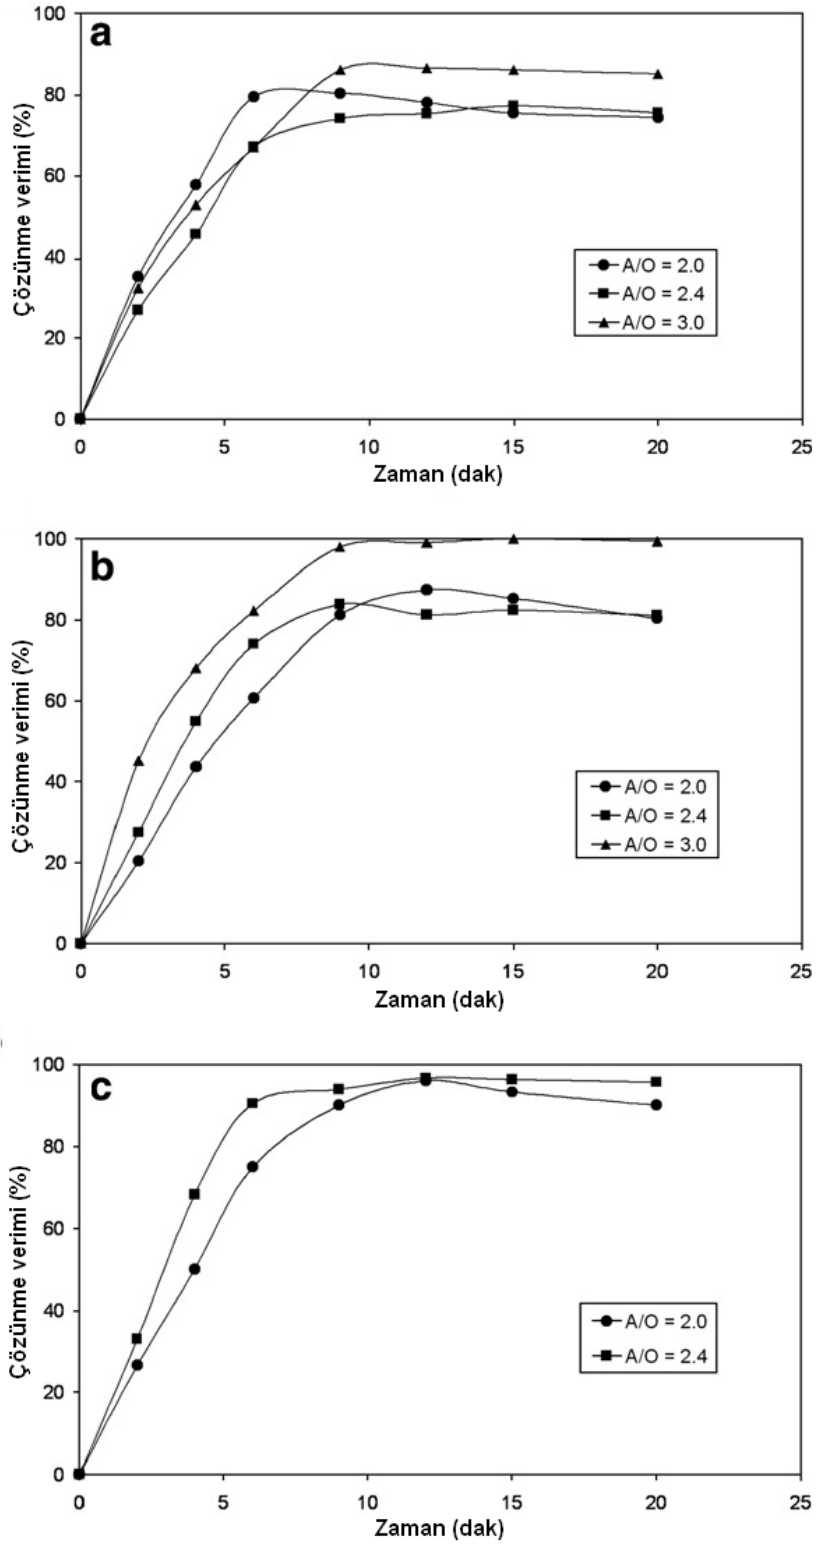 a
100
80
60
40
20
0
Çözünme verimi (%)
A/O = 2.0
A/O = 2.4
A/O = 3.0
0 5 10 15 20 25
Zaman (dak)
b
100
80
60
40
20
0
Çözünme verimi (%)
A/O = 2.0
A/O = 2.4
A/O = 3.0
0 5 10 15 20 25
Zaman (dak)
c
100
80
60
40
20
0
Çözünme verimi (%)
A/O = 2.0
A/O = 2.4
0 5 10 15 20 25
Zaman (dak)